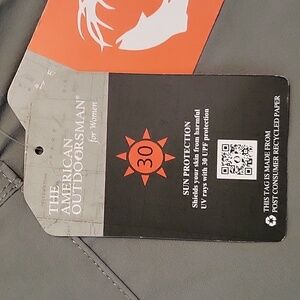 THE
AMERICAN
OUTDOORSMAN®
for Women
30
SUN PROTECTION
Shields your skin from harmful
UV rays with 30 UPF protection
THIS TAG IS MADE FROM
POST CONSUMER RECYCLED PAPER